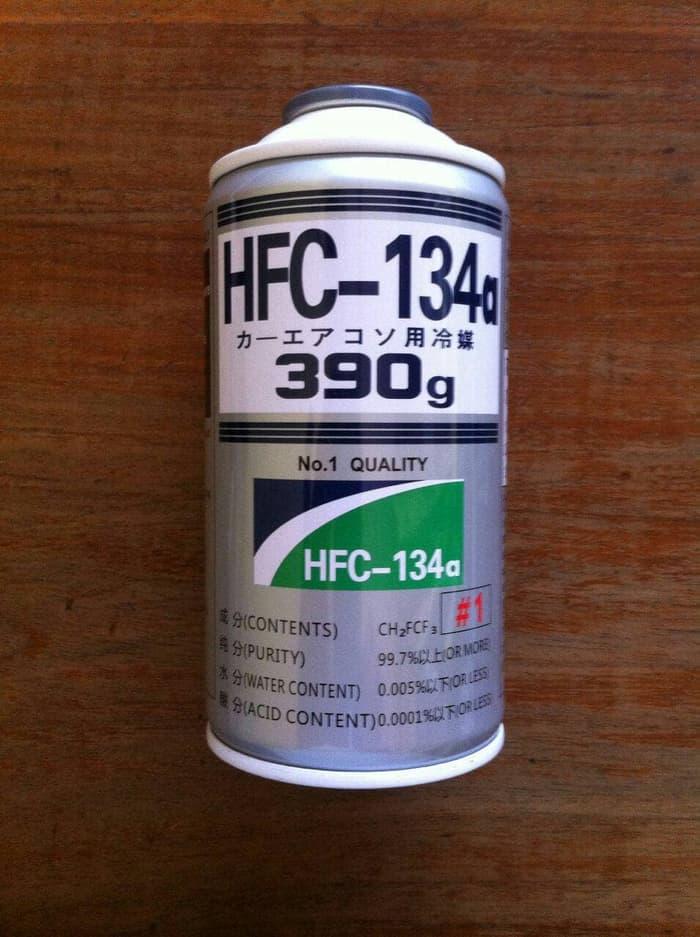 HFC-134a
カーエアコソ用冷媒
390g
No.1 QUALITY
HFC-134a
#1
成 分(CONTENTS) CH₂FCF₃
纯 分(PURITY) 99.7%以上(OR MORE)
水 分(WATER CONTENT) 0.005%以下(OR LESS)
酸 分(ACID CONTENT) 0.0001%以下(OR LESS)